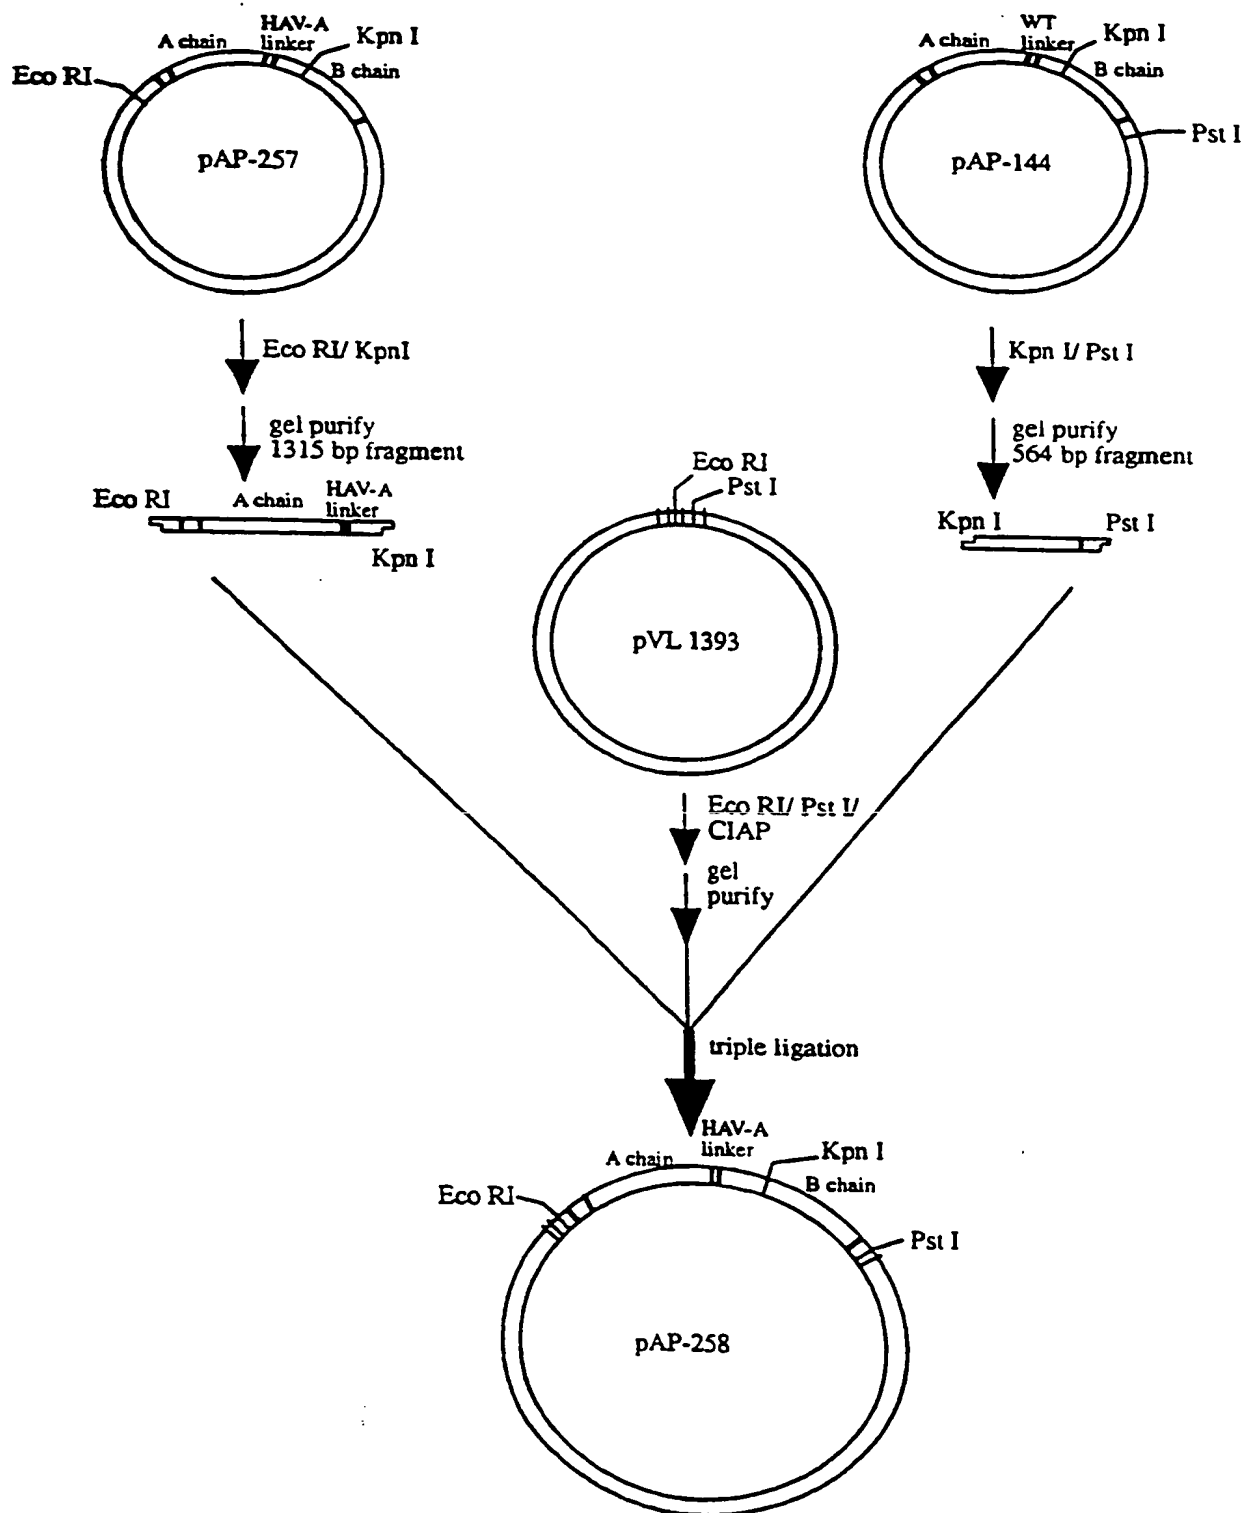 A chain
HAV-A
linker
Kpn I
Eco RI
B chain
pAP-257
A chain
WT
linker
Kpn I
B chain
Pst I
pAP-144
Eco RI/ KpnI
gel purify
1315 bp fragment
Kpn I/ Pst I
gel purify
564 bp fragment
Eco RI
A chain
HAV-A
linker
Kpn I
Eco RI
Pst I
Kpn I
Pst I
pVL 1393
Eco RI/ Pst I/
CIAP
gel
purify
triple ligation
HAV-A
linker
A chain
Kpn I
B chain
Eco RI
Pst I
pAP-258